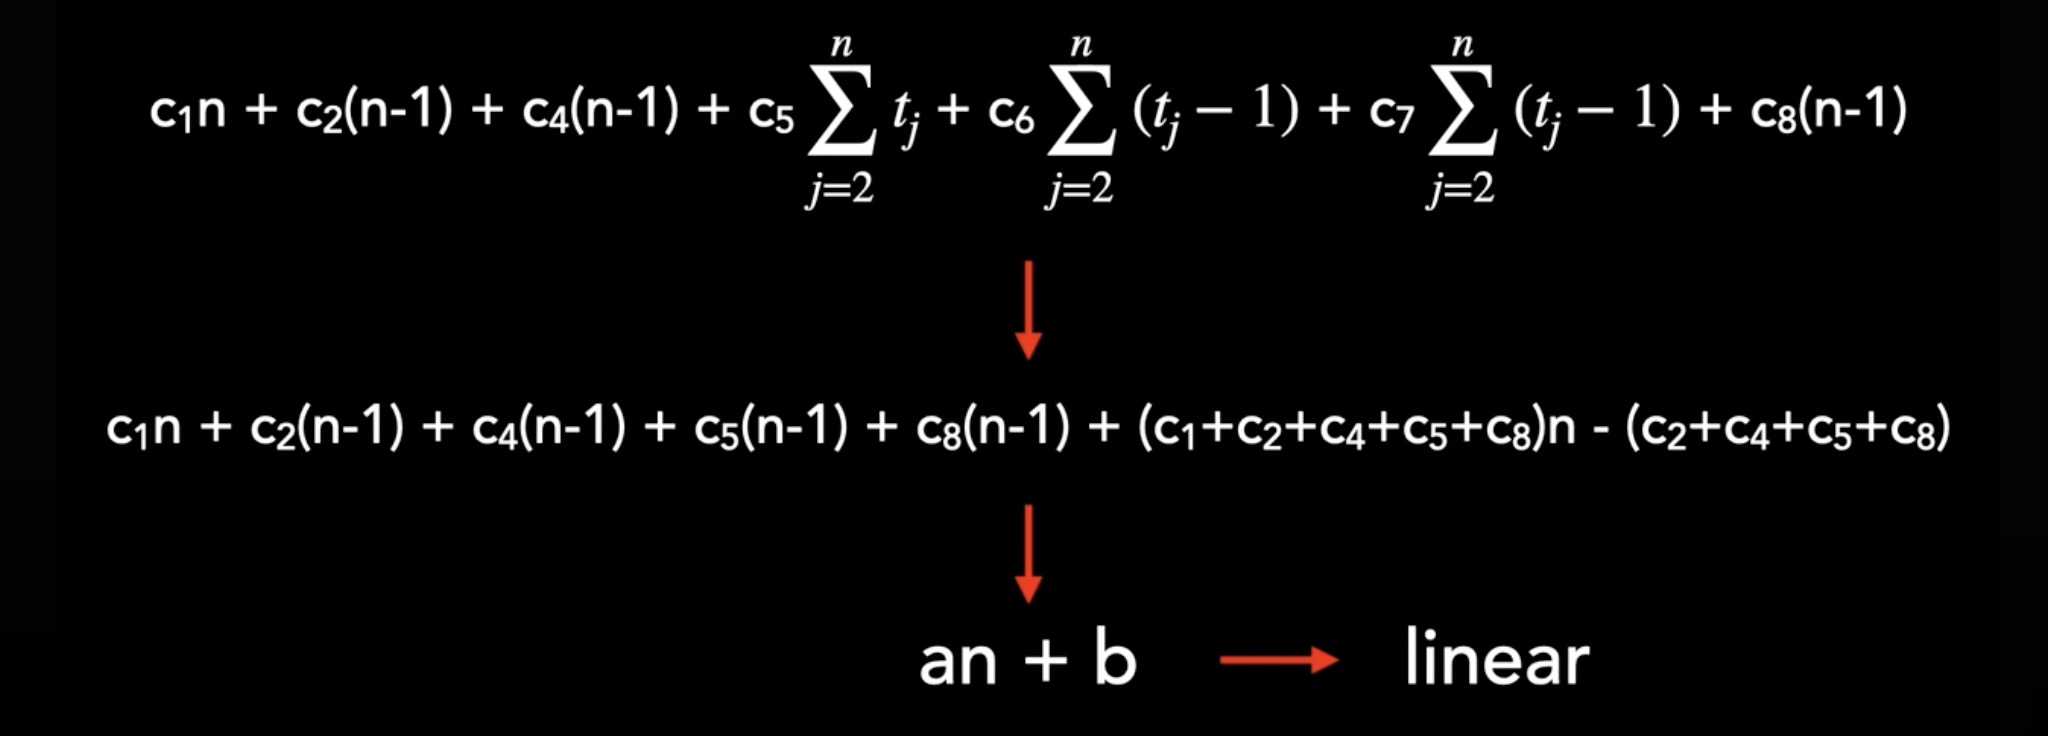 c₁n + c₂(n-1) + c₄(n-1) + c₅ ∑ⁿⱼ₌₂ tⱼ + c₆ ∑ⁿⱼ₌₂ (tⱼ − 1) + c₇ ∑ⁿⱼ₌₂ (tⱼ − 1) + c₈(n-1)
c₁n + c₂(n-1) + c₄(n-1) + c₅(n-1) + c₈(n-1) + (c₁+c₂+c₄+c₅+c₈)n - (c₂+c₄+c₅+c₈)
an + b → linear